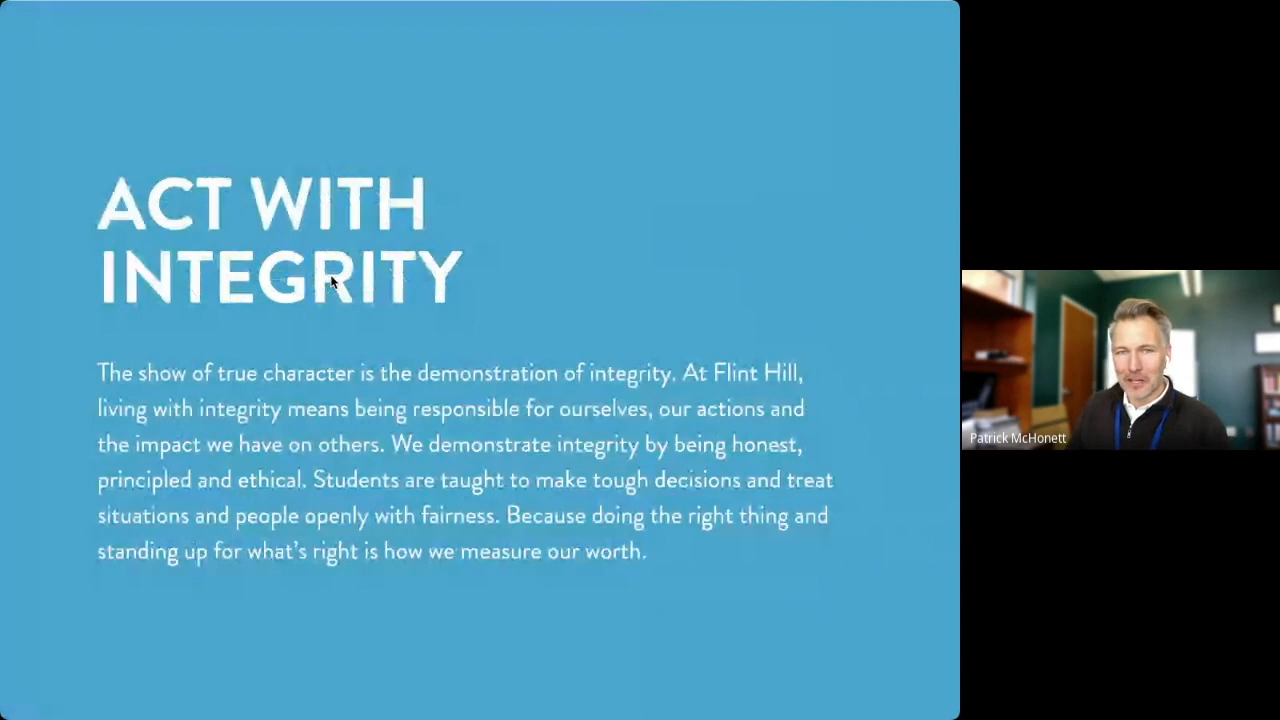 ACT WITH
INTEGRITY
The show of true character is the demonstration of integrity. At Flint Hill,
living with integrity means being responsible for ourselves, our actions and
the impact we have on others. We demonstrate integrity by being honest,
principled and ethical. Students are taught to make tough decisions and treat
situations and people openly with fairness. Because doing the right thing and
standing up for what's right is how we measure our worth.
Patrick McHonett